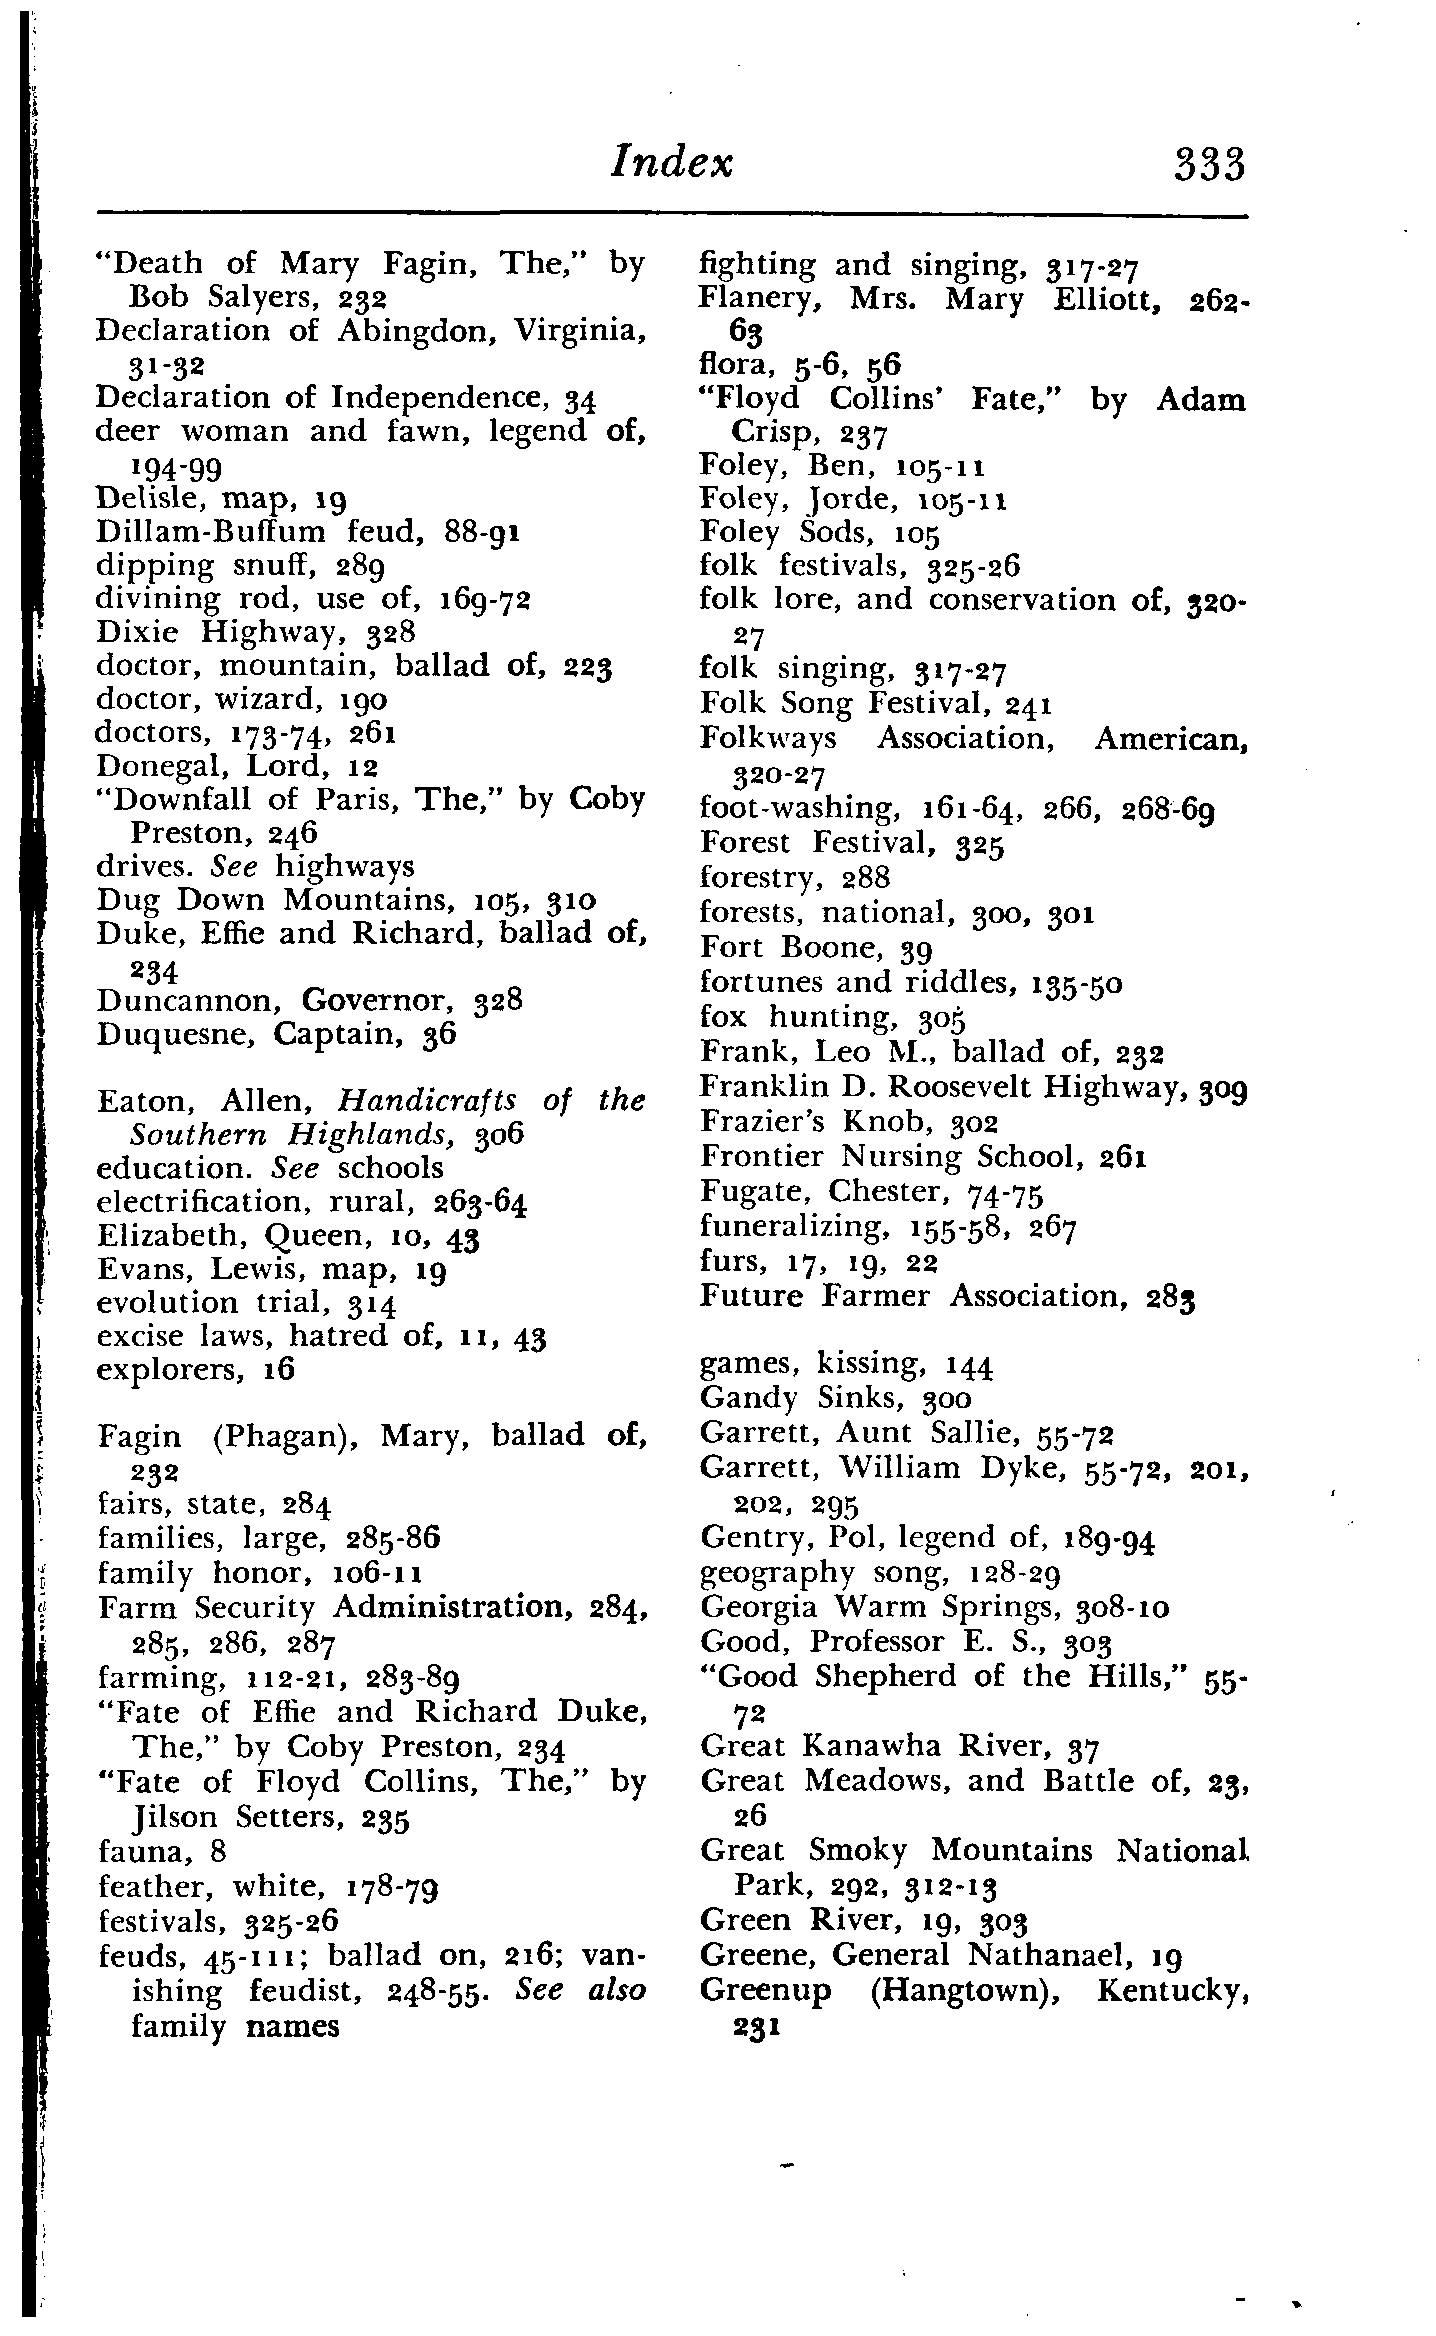 Index 333
“Death of Mary Fagin, The,” by
Bob Salyers, 232
Declaration of Abingdon, Virginia,
31-32
Declaration of Independence, 34
deer woman and fawn, legend of,
194-99
Delisle, map, 19
Dillam-Buffum feud, 88-91
dipping snuff, 289
divining rod, use of, 169-72
Dixie Highway, 328
doctor, mountain, ballad of, 223
doctor, wizard, 190
doctors, 173-74, 261
Donegal, Lord, 12
“Downfall of Paris, The,” by Coby
Preston, 246
drives. See highways
Dug Down Mountains, 105, 310
Duke, Effie and Richard, ballad of,
234
Duncannon, Governor, 328
Duquesne, Captain, 36
Eaton, Allen, Handicrafts of the
Southern Highlands, 306
education. See schools
electrification, rural, 263-64
Elizabeth, Queen, 10, 43
Evans, Lewis, map, 19
evolution trial, 314
excise laws, hatred of, 11, 43
explorers, 16
Fagin (Phagan), Mary, ballad of,
232
fairs, state, 284
families, large, 285-86
family honor, 106-11
Farm Security Administration, 284,
285, 286, 287
farming, 112-21, 283-89
“Fate of Effie and Richard Duke,
The,” by Coby Preston, 234
“Fate of Floyd Collins, The,” by
Jilson Setters, 235
fauna, 8
feather, white, 178-79
festivals, 325-26
feuds, 45-111; ballad on, 216; van-
ishing feudist, 248-55. See also
family names
fighting and singing, 317-27
Flanery, Mrs. Mary Elliott, 262-
63
flora, 5-6, 56
“Floyd Collins’ Fate,” by Adam
Crisp, 237
Foley, Ben, 105-11
Foley, Jorde, 105-11
Foley Sods, 105
folk festivals, 325-26
folk lore, and conservation of, 320-
27
folk singing, 317-27
Folk Song Festival, 241
Folkways Association, American,
320-27
foot-washing, 161-64, 266, 268-69
Forest Festival, 325
forestry, 288
forests, national, 300, 301
Fort Boone, 39
fortunes and riddles, 135-50
fox hunting, 305
Frank, Leo M., ballad of, 232
Franklin D. Roosevelt Highway, 309
Frazier’s Knob, 302
Frontier Nursing School, 261
Fugate, Chester, 74-75
funeralizing, 155-58, 267
furs, 17, 19, 22
Future Farmer Association, 283
games, kissing, 144
Gandy Sinks, 300
Garrett, Aunt Sallie, 55-72
Garrett, William Dyke, 55-72, 201,
202, 295
Gentry, Pol, legend of, 189-94
geography song, 128-29
Georgia Warm Springs, 308-10
Good, Professor E. S., 303
“Good Shepherd of the Hills,” 55-
72
Great Kanawha River, 37
Great Meadows, and Battle of, 23,
26
Great Smoky Mountains National
Park, 292, 312-13
Green River, 19, 303
Greene, General Nathanael, 19
Greenup (Hangtown), Kentucky,
231